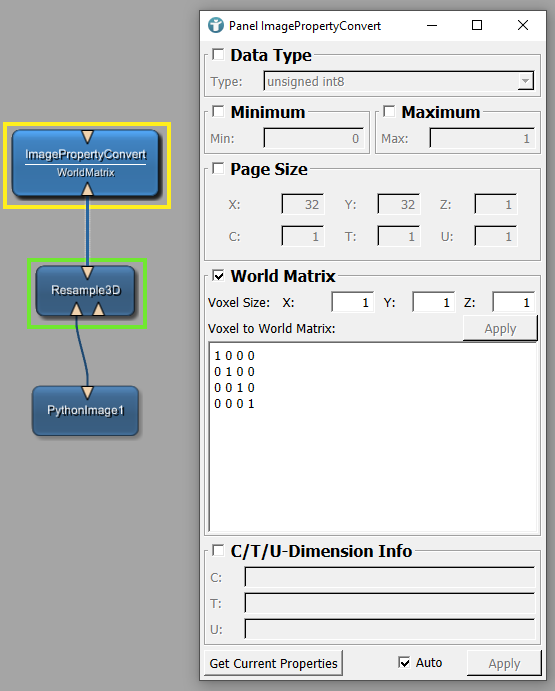 ImagePropertyConvert
WorldMatrix
Resample3D
PythonImage1
Panel ImagePropertyConvert
Data Type
Type: unsigned int8
Minimum Maximum
Min: 0 Max: 1
Page Size
X: 32 Y: 32 Z: 1
C: 1 T: 1 U: 1
World Matrix
Voxel Size: X: 1 Y: 1 Z: 1
Voxel to World Matrix: Apply
1 0 0 0
0 1 0 0
0 0 1 0
0 0 0 1
C/T/U-Dimension Info
C:
T:
U:
Get Current Properties Auto Apply